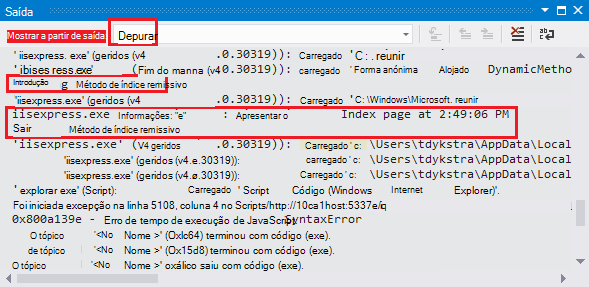 Saída
Mostrar a partir de saída: Depurar
'iisexpress. exe' (geridos (v4 .0.30319)): Carregado 'C: . reunir
'ibises ress.exe' (Fim do manna (v4.0.30319)): carregado 'Forma anónima Alojado DynamicMetho
Introdução g Método de índice remissivo
'iisexpress. exe' (geridos (v4 .0.30319)): Carregado 'C:\Windows\Microsoft. reunir
iisexpress.exe Informações: "e" : Apresentar o Index page at 2:49:06 PM
Sair Método de índice remissivo
'iisexpress.exe' (V4 geridos .0.30319)): Carregado ' c: \Users\tdykstra\AppData\Local
'iisexpress.exe' (geridos (v4.ø.30319)): carregado ' c: \Users\tdykstra\AppData\Local
'iisexpress.exe' (geridos (v4.ø.30319)): Carregado ' c: \Users\tdykstra\AppData\Local
' explorar exe' (Script): Carregado ' Script Código (Windows Internet Explorer)'.
Foi iniciada excepção na linha 5108, coluna 4 no Scripts/http://10ca1host:5337e/q
0x800a139e - Erro de tempo de execução de JavaScript SyntaxError
O tópico '<No Nome >' (Oxlc64) terminou com código (exe).
de tópico '<No Nome >' (0x15d8) terminou com código (exe).
O tópico '<No Nome >' oxálico saiu com código (exe).